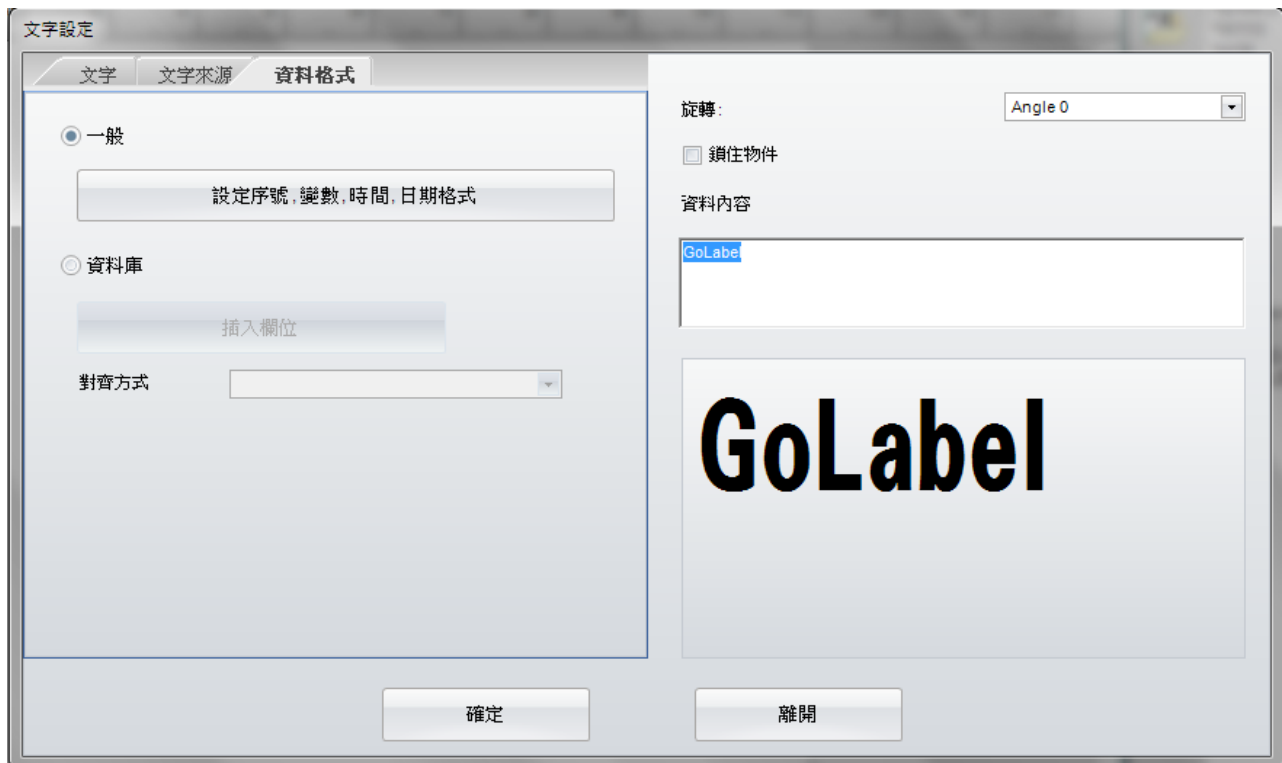 文字設定
文字
文字來源
資料格式
一般
設定序號,變數,時間,日期格式
資料庫
插入欄位
對齊方式
旋轉:
Angle 0
鎖住物件
資料內容
GoLabel
GoLabel
確定
離開